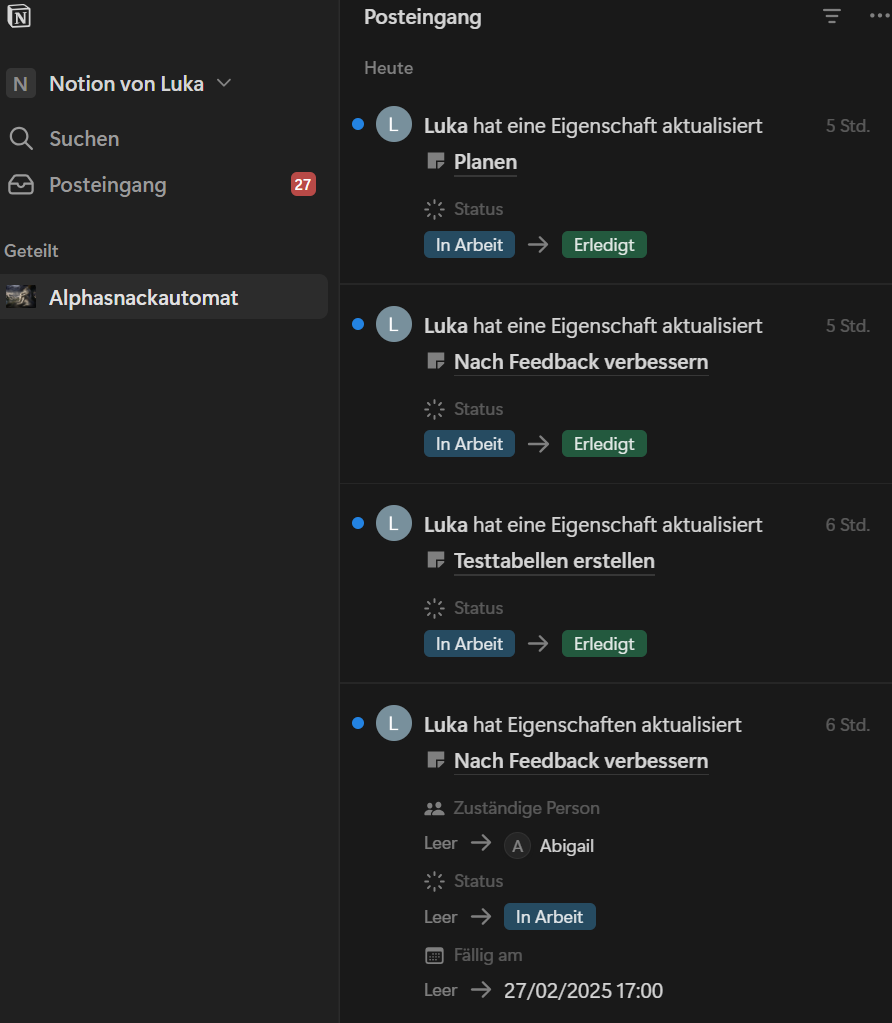 N
N Notion von Luka
Suchen
Posteingang 27
Geteilt
Alphasnackautomat
Posteingang
Heute
L Luka hat eine Eigenschaft aktualisiert 5 Std.
Planen
Status
In Arbeit → Erledigt
L Luka hat eine Eigenschaft aktualisiert 5 Std.
Nach Feedback verbessern
Status
In Arbeit → Erledigt
L Luka hat eine Eigenschaft aktualisiert 6 Std.
Testtabellen erstellen
Status
In Arbeit → Erledigt
L Luka hat Eigenschaften aktualisiert 6 Std.
Nach Feedback verbessern
Zuständige Person
Leer → A Abigail
Status
Leer → In Arbeit
Fällig am
Leer → 27/02/2025 17:00